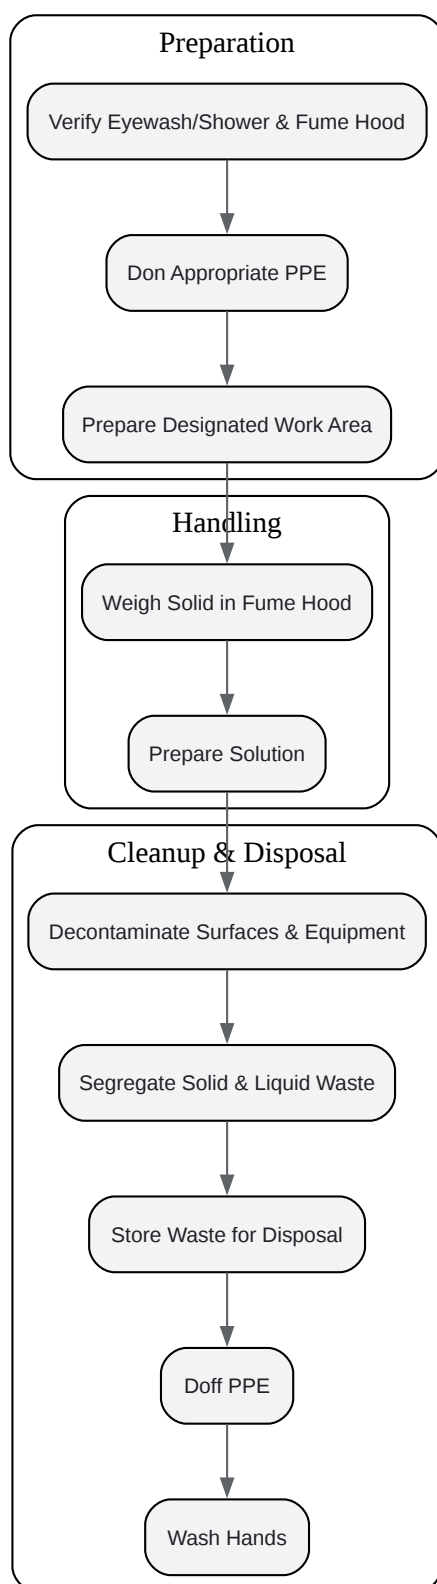 Preparation
Verify Eyewash/Shower & Fume Hood
Don Appropriate PPE
Prepare Designated Work Area
Handling
Weigh Solid in Fume Hood
Prepare Solution
Cleanup & Disposal
Decontaminate Surfaces & Equipment
Segregate Solid & Liquid Waste
Store Waste for Disposal
Doff PPE
Wash Hands